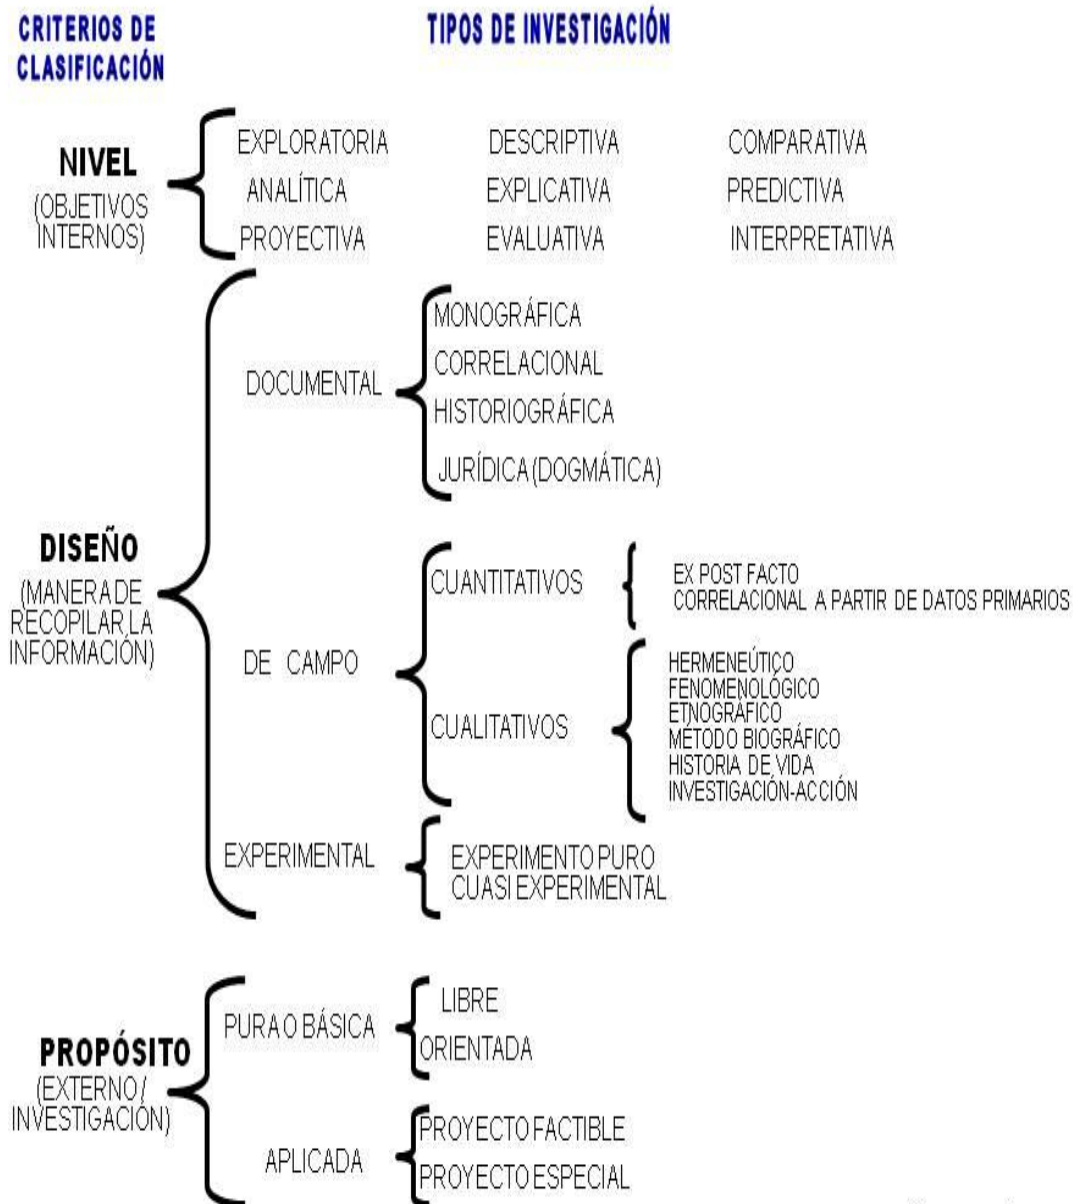 CRITERIOS DE
CLASIFICACIÓN
TIPOS DE INVESTIGACIÓN
NIVEL
(OBJETIVOS
INTERNOS)
EXPLORATORIA DESCRIPTIVA COMPARATIVA
ANALÍTICA EXPLICATIVA PREDICTIVA
PROYECTIVA EVALUATIVA INTERPRETATIVA
DISEÑO
(MANERA DE
RECOPILAR LA
INFORMACIÓN)
DOCUMENTAL
MONOGRÁFICA
CORRELACIONAL
HISTORIOGRÁFICA
JURÍDICA (DOGMÁTICA)
DE CAMPO
CUANTITATIVOS
EX POST FACTO
CORRELACIONAL A PARTIR DE DATOS PRIMARIOS
CUALITATIVOS
HERMENEÚTICO
FENOMENOLÓGICO
ETNOGRÁFICO
MÉTODO BIOGRÁFICO
HISTORIA DE VIDA
INVESTIGACIÓN-ACCIÓN
EXPERIMENTAL
EXPERIMENTO PURO
CUASI EXPERIMENTAL
PROPÓSITO
(EXTERNO /
INVESTIGACIÓN)
PURA O BÁSICA
LIBRE
ORIENTADA
APLICADA
PROYECTO FACTIBLE
PROYECTO ESPECIAL